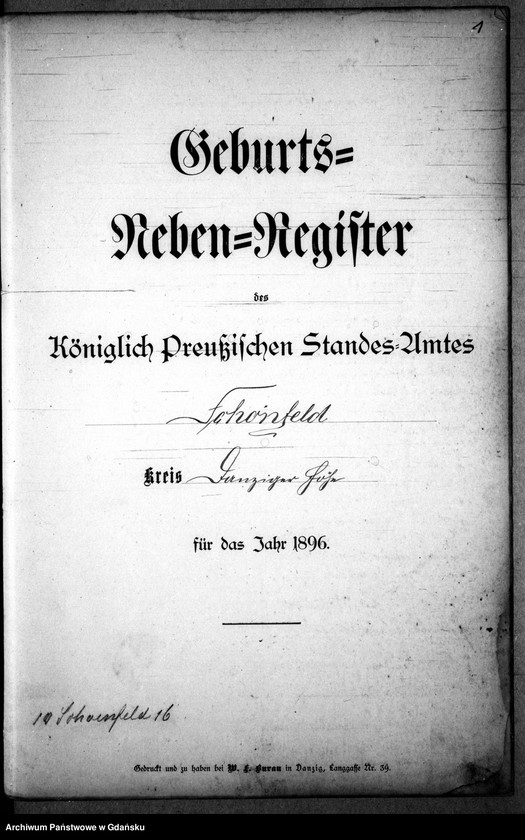 1
Geburts=
Neben=Register
des
Königlich Preußischen Standes=Amtes
Schönfeld
Kreis Danziger Höhe
für das Jahr 1896.
Schoenfeld 16
Gedruckt und zu haben bei W. F. Burau in Danzig, Langgasse Nr. 39.
Archiwum Państwowe w Gdańsku